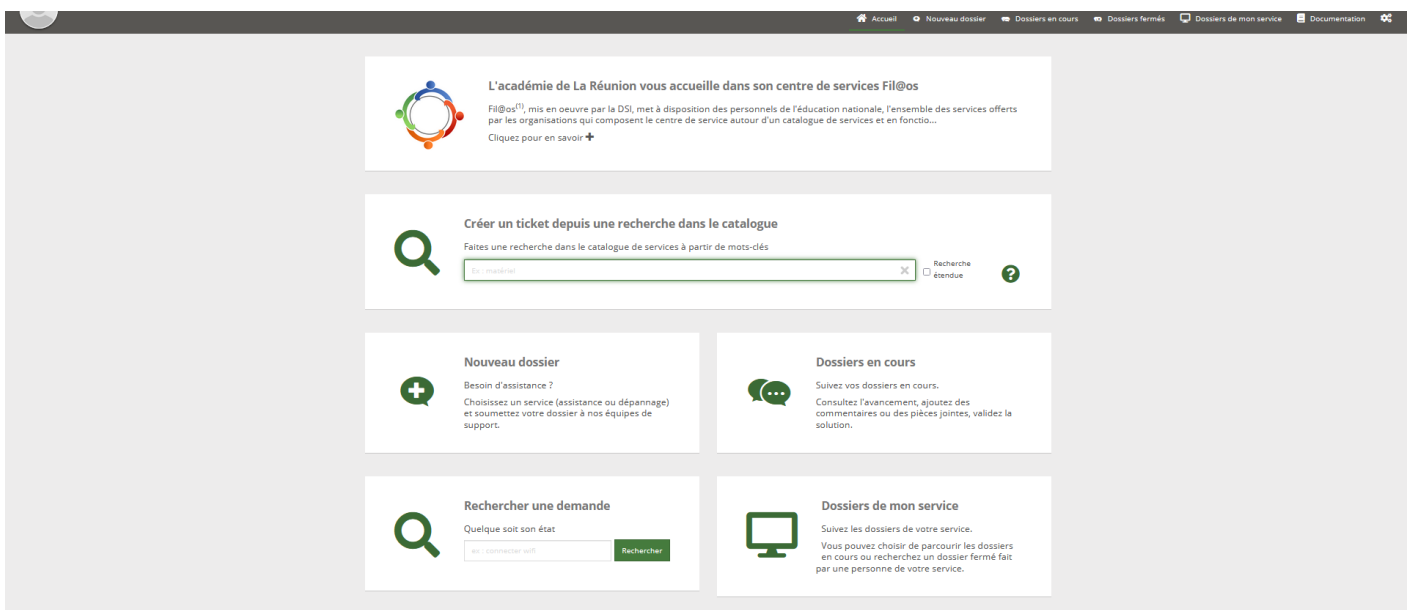 Accueil
Nouveau dossier
Dossiers en cours
Dossiers fermés
Dossiers de mon service
Documentation
L'académie de La Réunion vous accueille dans son centre de services Fil@os
Fil@os(1), mis en oeuvre par la DSI, met à disposition des personnels de l'éducation nationale, l'ensemble des services offerts
par les organisations qui composent le centre de service autour d'un catalogue de services et en fonctio...
Cliquez pour en savoir +
Créer un ticket depuis une recherche dans le catalogue
Faites une recherche dans le catalogue de services à partir de mots-clés
Ex : matériel
Recherche
étendue
Nouveau dossier
Besoin d'assistance ?
Choisissez un service (assistance ou dépannage)
et soumettez votre dossier à nos équipes de
support.
Dossiers en cours
Suivez vos dossiers en cours.
Consultez l'avancement, ajoutez des
commentaires ou des pièces jointes, validez la
solution.
Rechercher une demande
Quelque soit son état
ex : connecter wifi
Rechercher
Dossiers de mon service
Suivez les dossiers de votre service.
Vous pouvez choisir de parcourir les dossiers
en cours ou recherchez un dossier fermé fait
par une personne de votre service.